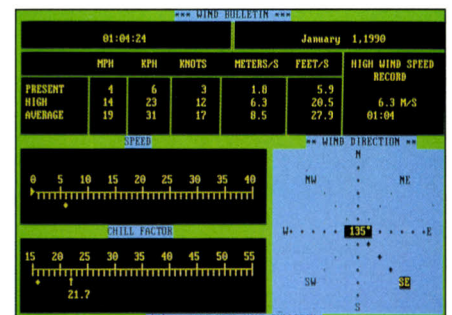 *** WIND BULLETIN ***
01:04:24 January 1,1990
MPH KPH KNOTS METERS/S FEET/S HIGH WIND SPEED RECORD
PRESENT 4 6 3 1.8 5.9
HIGH 14 23 12 6.3 20.5 6.3 M/S
AVERAGE 19 31 17 8.5 27.9 01:04
SPEED
0 5 10 15 20 25 30 35 40
CHILL FACTOR
15 20 25 30 35 40 45 50 55
21.7
** WIND DIRECTION **
N
NW NE
W 135° E
SW SE
S